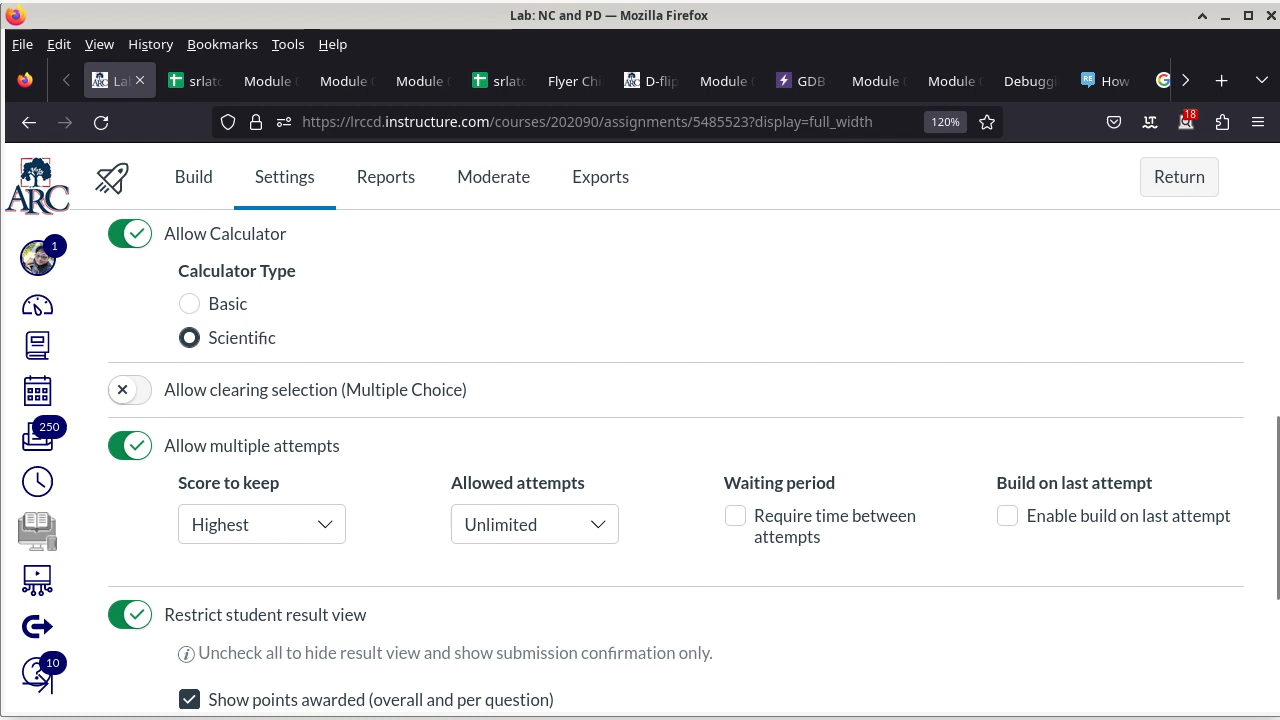 Lab: NC and PD — Mozilla Firefox
File Edit View History Bookmarks Tools Help
La srlatc Module Module Module srlatc Flyer Chi D-flip Module GDB Module Module Debuggi RE How
https://lrccd.instructure.com/courses/202090/assignments/5485523?display=full_width 120% 18
ARC Build Settings Reports Moderate Exports Return
Allow Calculator
1
Calculator Type
Basic
Scientific
Allow clearing selection (Multiple Choice)
250
Allow multiple attempts
Score to keep Allowed attempts Waiting period Build on last attempt
Highest Unlimited Require time between attempts Enable build on last attempt
Restrict student result view
Uncheck all to hide result view and show submission confirmation only.
10
Show points awarded (overall and per question)